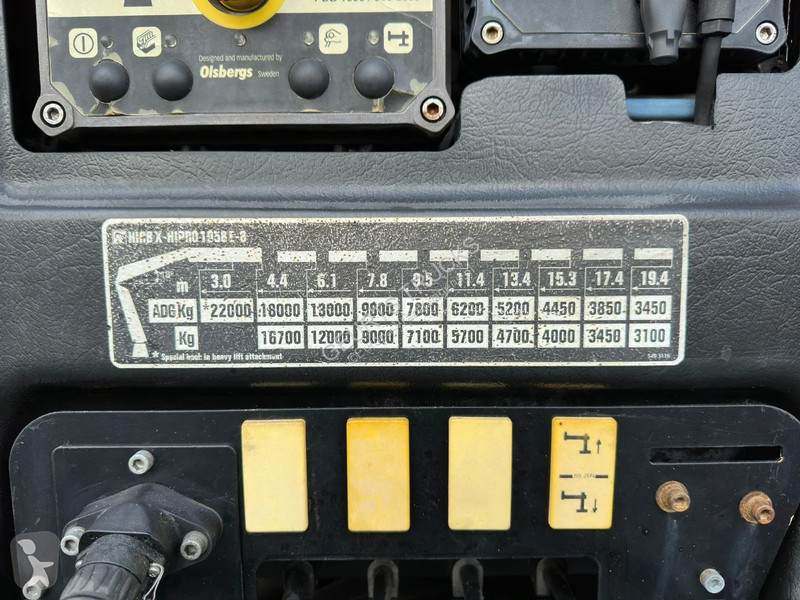 Designed and manufactured by
Olsbergs Sweden
HIAB X-HIPRO 1058 E-8
m 3.0 4.4 6.1 7.8 9.5 11.4 13.4 15.3 17.4 19.4
ADC Kg *22000 18000 13000 9800 7800 6200 5200 4450 3850 3450
Kg 16700 12000 9000 7100 5700 4700 4000 3450 3100
* Special hook in heavy lift attachment